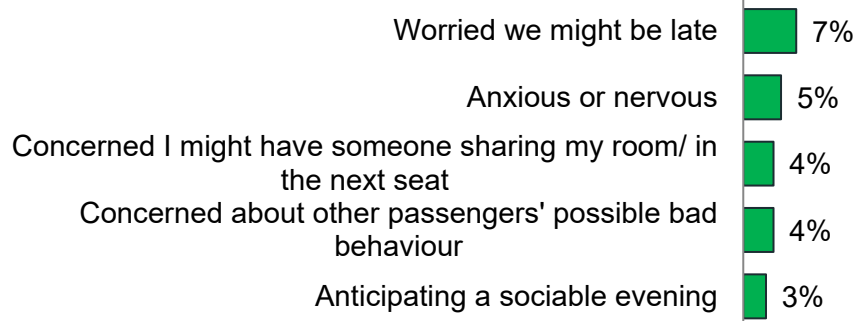 Worried we might be late 7%
Anxious or nervous 5%
Concerned I might have someone sharing my room/ in
the next seat 4%
Concerned about other passengers' possible bad
behaviour 4%
Anticipating a sociable evening 3%